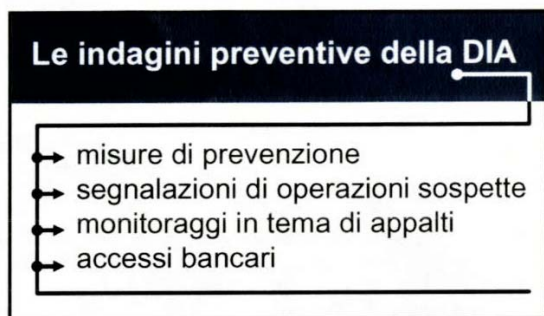 Le indagini preventive della DIA
misure di prevenzione
segnalazioni di operazioni sospette
monitoraggi in tema di appalti
accessi bancari